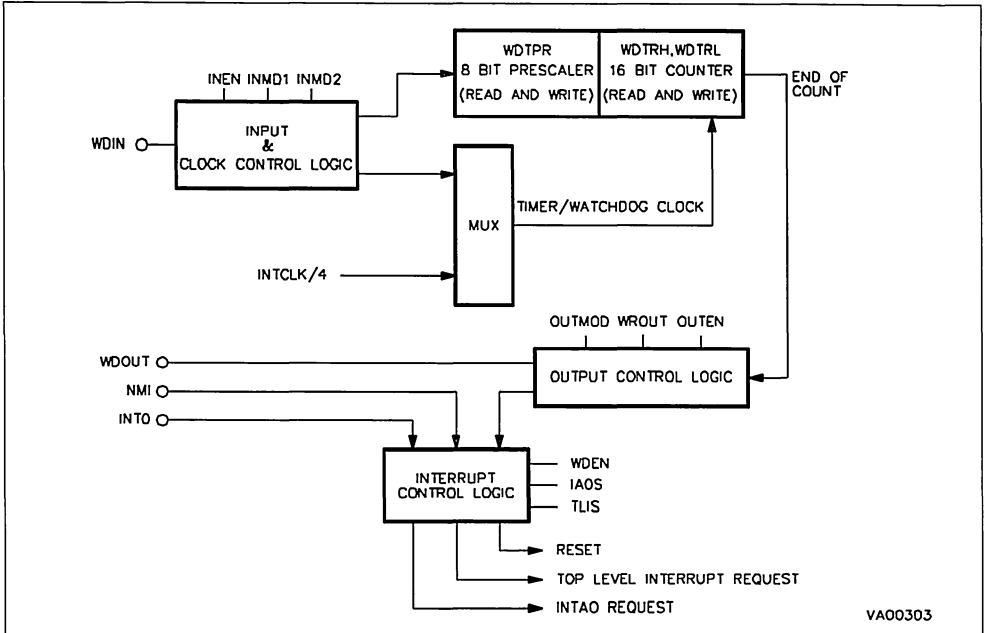 WDTPR
8 BIT PRESCALER
(READ AND WRITE)
WDTRH,WDTRL
16 BIT COUNTER
(READ AND WRITE)
END OF
COUNT
INEN INMD1 INMD2
WDIN
INPUT
&
CLOCK CONTROL LOGIC
MUX
TIMER/WATCHDOG CLOCK
INTCLK/4
OUTMOD WROUT OUTEN
WDOUT
OUTPUT CONTROL LOGIC
NMI
INT0
INTERRUPT
CONTROL LOGIC
WDEN
IA0S
TLIS
RESET
TOP LEVEL INTERRUPT REQUEST
INTA0 REQUEST
VA00303